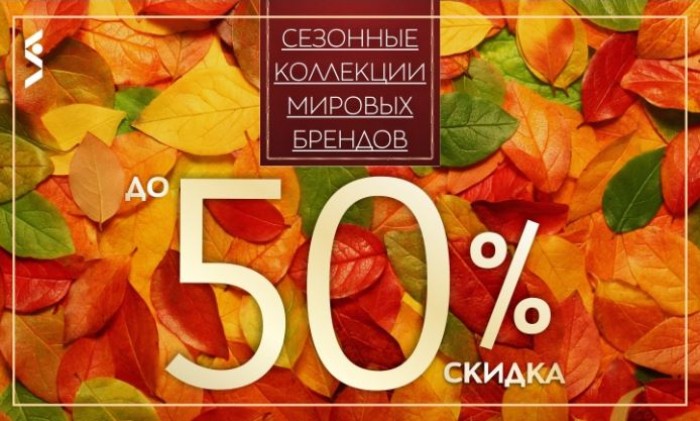 СЕЗОННЫЕ
КОЛЛЕКЦИИ
МИРОВЫХ
БРЕНДОВ
ДО
50%
СКИДКА